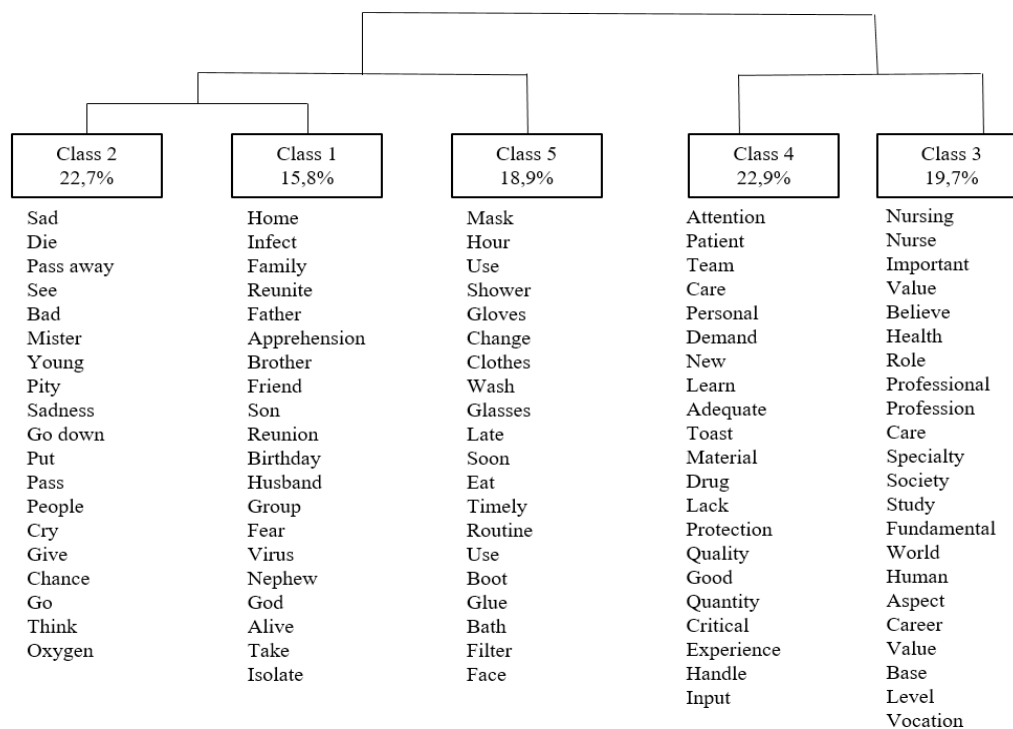 Class 2
22,7%
Sad
Die
Pass away
See
Bad
Mister
Young
Pity
Sadness
Go down
Put
Pass
People
Cry
Give
Chance
Go
Think
Oxygen
Class 1
15,8%
Home
Infect
Family
Reunite
Father
Apprehension
Brother
Friend
Son
Reunion
Birthday
Husband
Group
Fear
Virus
Nephew
God
Alive
Take
Isolate
Class 5
18,9%
Mask
Hour
Use
Shower
Gloves
Change
Clothes
Wash
Glasses
Late
Soon
Eat
Timely
Routine
Use
Boot
Glue
Bath
Filter
Face
Class 4
22,9%
Attention
Patient
Team
Care
Personal
Demand
New
Learn
Adequate
Toast
Material
Drug
Lack
Protection
Quality
Good
Quantity
Critical
Experience
Handle
Input
Class 3
19,7%
Nursing
Nurse
Important
Value
Believe
Health
Role
Professional
Profession
Care
Specialty
Society
Study
Fundamental
World
Human
Aspect
Career
Value
Base
Level
Vocation